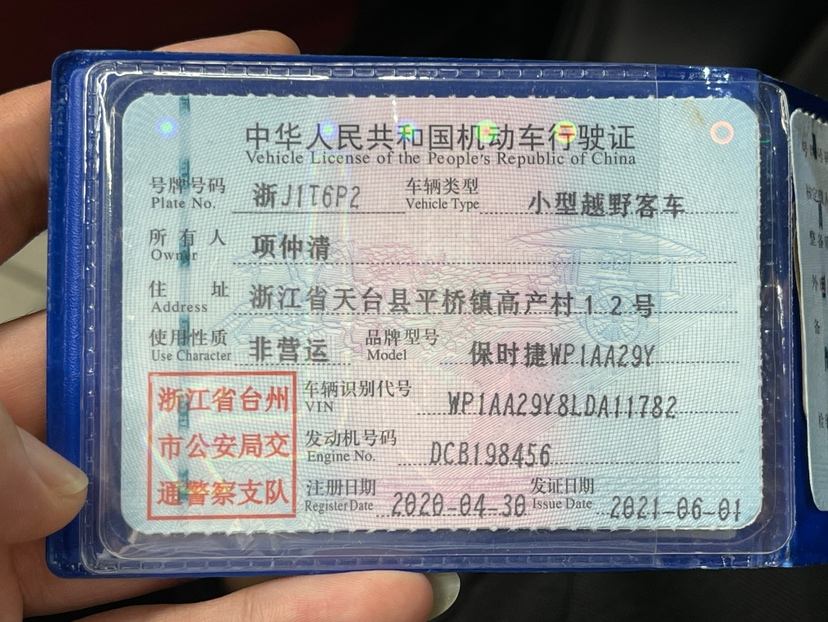 中华人民共和国机动车行驶证
Vehicle License of the People's Republic of China
号牌号码 浙J1T6P2 车辆类型 小型越野客车
Plate No. Vehicle Type
所有人 项仲清
Owner
住址 浙江省天台县平桥镇高产村12号
Address
使用性质 非营运 品牌型号 保时捷WP1AA29Y
Use Character Model
浙江省台州
市公安局交
通警察支队
车辆识别代号 WP1AA29Y8LDA11782
VIN
发动机号码 DCB198456
Engine No.
注册日期 2020-04-30 发证日期 2021-06-01
Register Date Issue Date